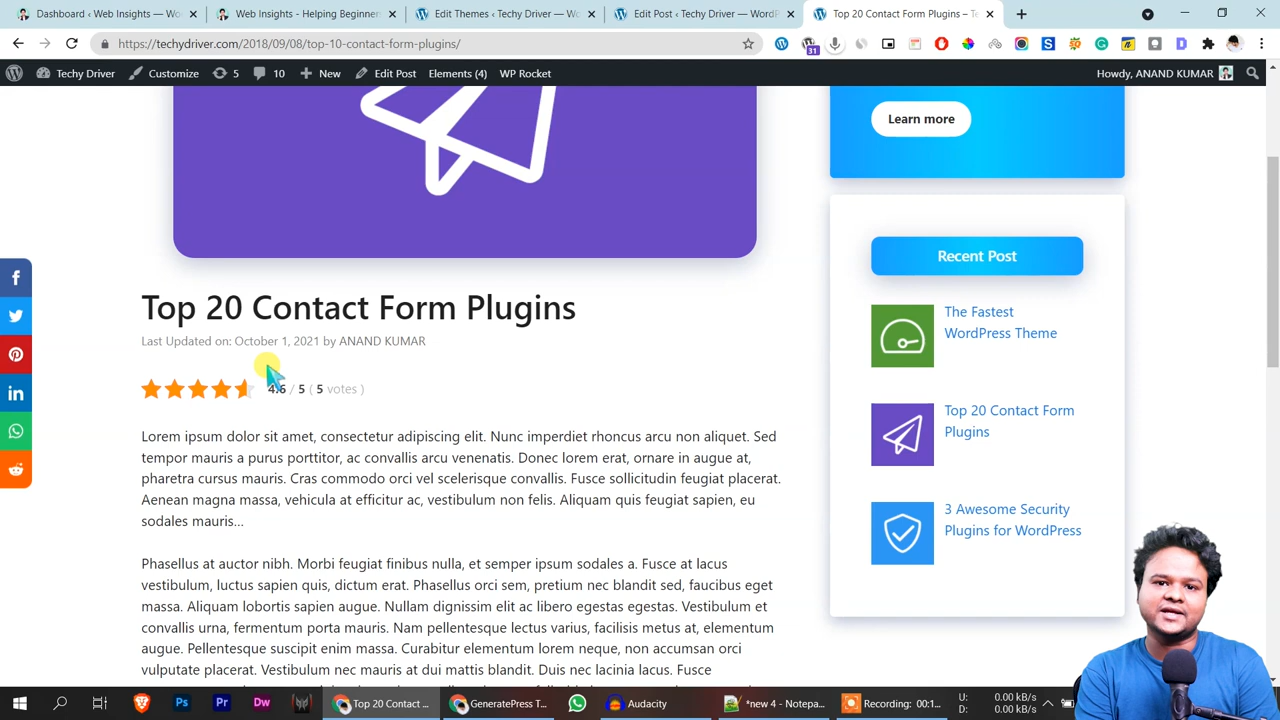 Dashboard ‹ Web Insights — Wo
Web Insights - Helping Beginner
Edit Themes ‹ Techy Driver — Wo
Edit Post ‹ Techy Driver — WordP
Top 20 Contact Form Plugins – Te
https://techydriver.com/2018/09/08/top-10-contact-form-plugins/
31
Techy Driver
Customize
5
10
New
Edit Post
Elements (4)
WP Rocket
Howdy, ANAND KUMAR
Learn more
Recent Post
The Fastest
WordPress Theme
Top 20 Contact Form
Plugins
3 Awesome Security
Plugins for WordPress
Top 20 Contact Form Plugins
Last Updated on: October 1, 2021 by ANAND KUMAR
4.6 / 5 ( 5 votes )
Lorem ipsum dolor sit amet, consectetur adipiscing elit. Nunc imperdiet rhoncus arcu non aliquet. Sed
tempor mauris a purus porttitor, ac convallis arcu venenatis. Donec lorem erat, ornare in augue at,
pharetra cursus mauris. Cras commodo orci vel scelerisque convallis. Fusce sollicitudin feugiat placerat.
Aenean magna massa, vehicula at efficitur ac, vestibulum non felis. Aliquam quis feugiat sapien, eu
sodales mauris…
Phasellus at auctor nibh. Morbi feugiat finibus nulla, et semper ipsum sodales a. Fusce at lacus
vestibulum, luctus sapien quis, dictum erat. Phasellus orci sem, pretium nec blandit sed, faucibus eget
massa. Aliquam lobortis sapien augue. Nullam dignissim elit ac libero egestas egestas. Vestibulum et
convallis urna, fermentum porta mauris. Nam pellentesque lectus varius, facilisis metus at, elementum
augue. Pellentesque suscipit enim massa. Curabitur elementum lorem neque, non accumsan orci
vulputate placerat. Vestibulum nec mauris at dui mattis blandit. Duis nec lacinia lacus. Fusce
Ps
Pr
Dw
Top 20 Contact ...
GeneratePress T...
Audacity
*new 4 - Notepa...
Recording: 00:1...
U: 0.00 kB/s
D: 0.00 kB/s